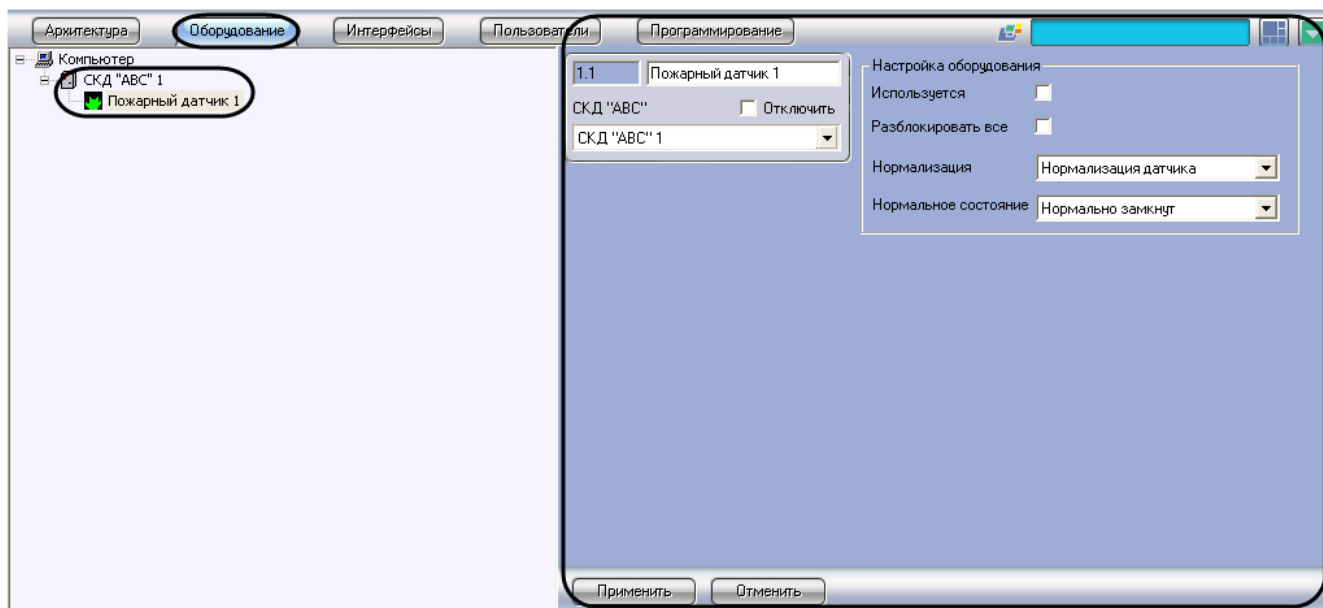 Архитектура Оборудование Интерфейсы Пользователи Программирование
Компьютер
СКД "ABC" 1
Пожарный датчик 1
1.1 Пожарный датчик 1
СКД "ABC" Отключить
СКД "ABC" 1
Настройка оборудования
Используется
Разблокировать все
Нормализация Нормализация датчика
Нормальное состояние Нормально замкнут
Применить Отменить